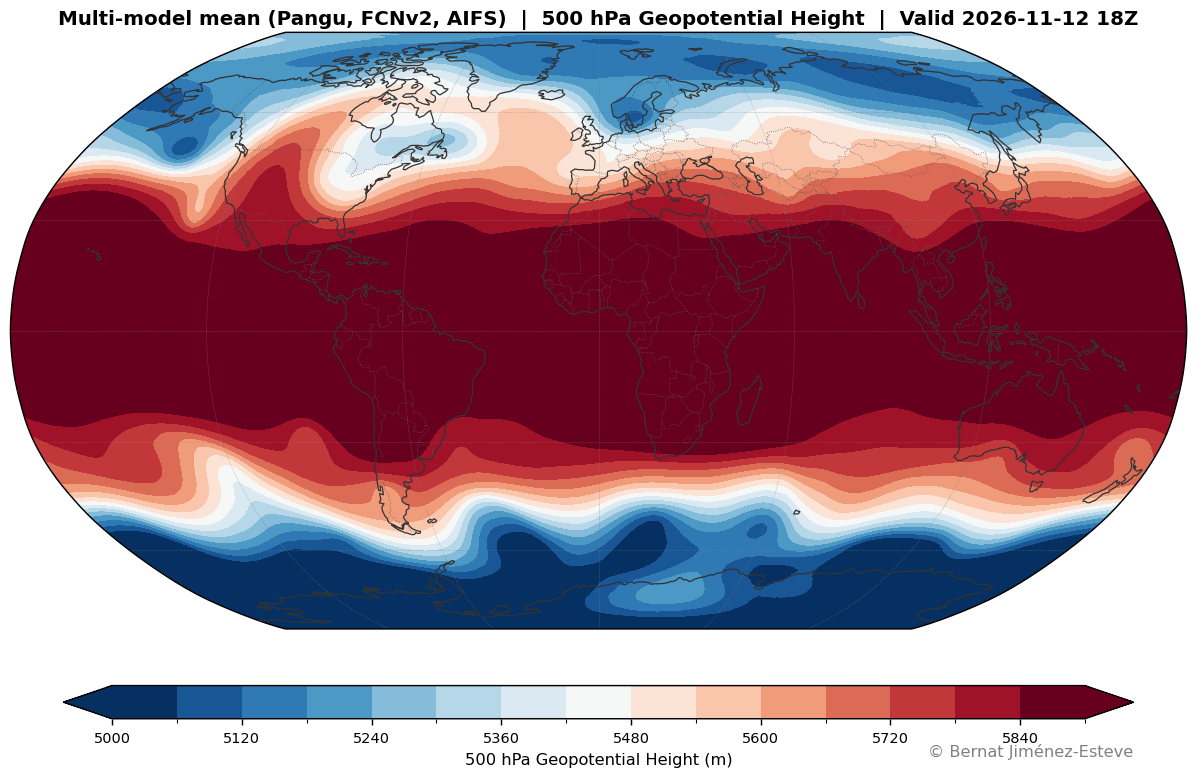 Multi-model mean (Pangu, FCNv2, AIFS) | 500 hPa Geopotential Height | Valid 2026-11-12 18Z
5000 5120 5240 5360 5480 5600 5720 5840
500 hPa Geopotential Height (m)
© Bernat Jiménez-Esteve